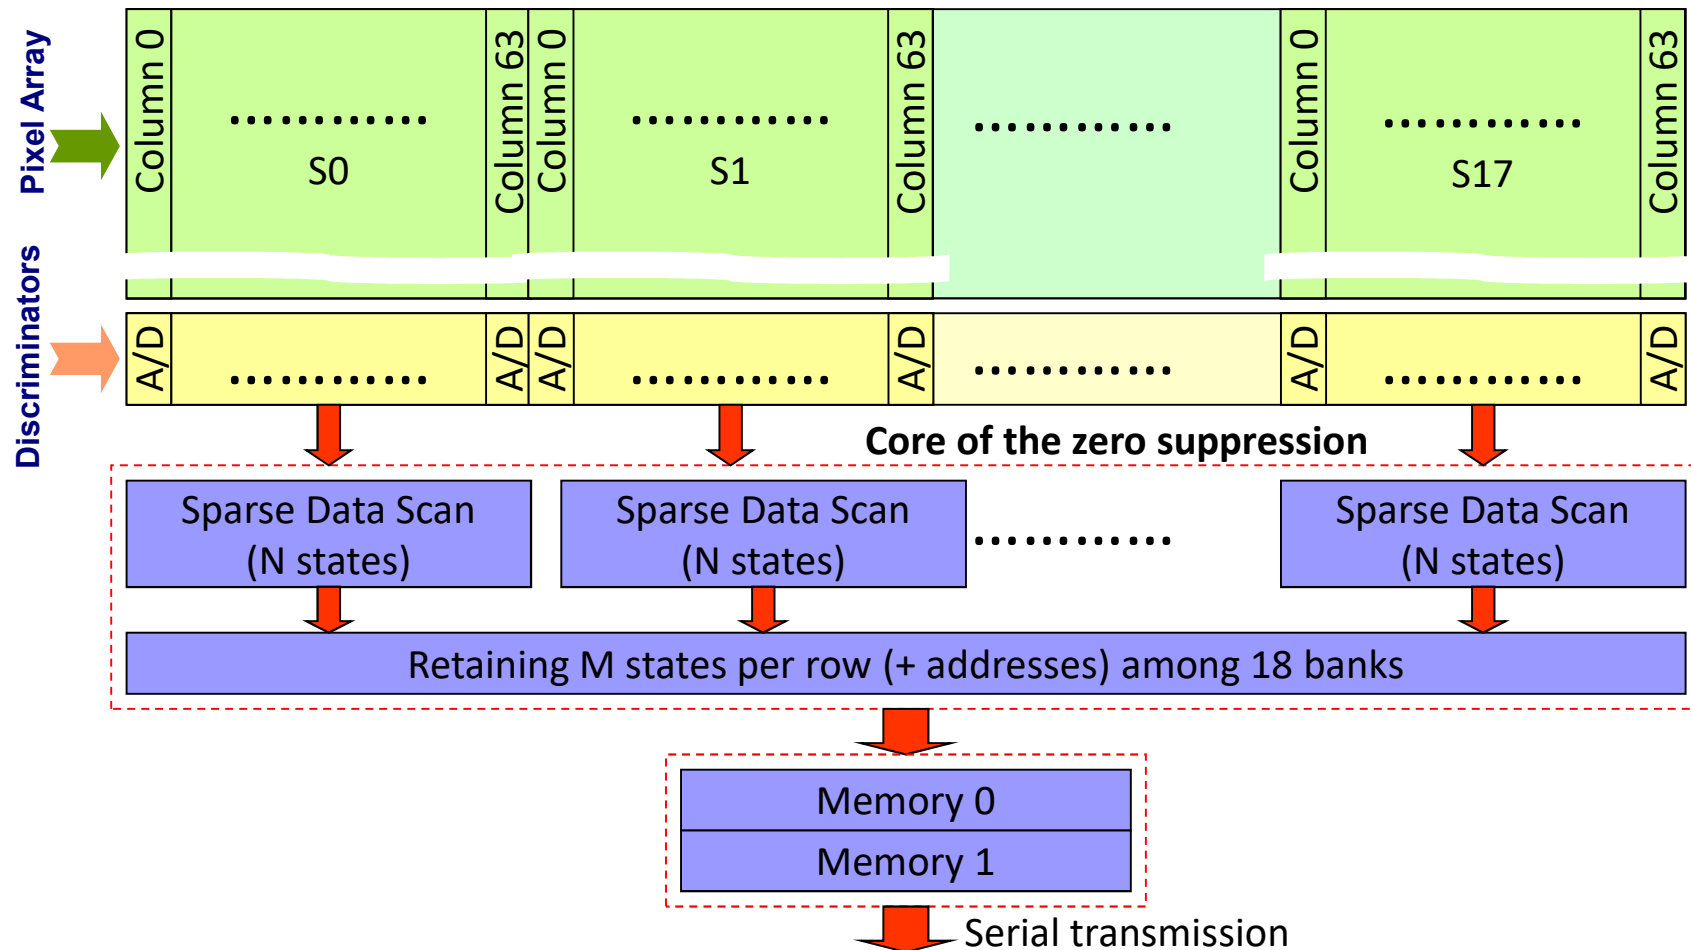 Pixel Array
Column 0
............
S0
Column 63
Column 0
............
S1
Column 63
............
Column 0
............
S17
Column 63
Discriminators
A/D
............
A/D
A/D
............
A/D
............
A/D
............
A/D
Core of the zero suppression
Sparse Data Scan
(N states)
Sparse Data Scan
(N states)
............
Sparse Data Scan
(N states)
Retaining M states per row (+ addresses) among 18 banks
Memory 0
Memory 1
Serial transmission